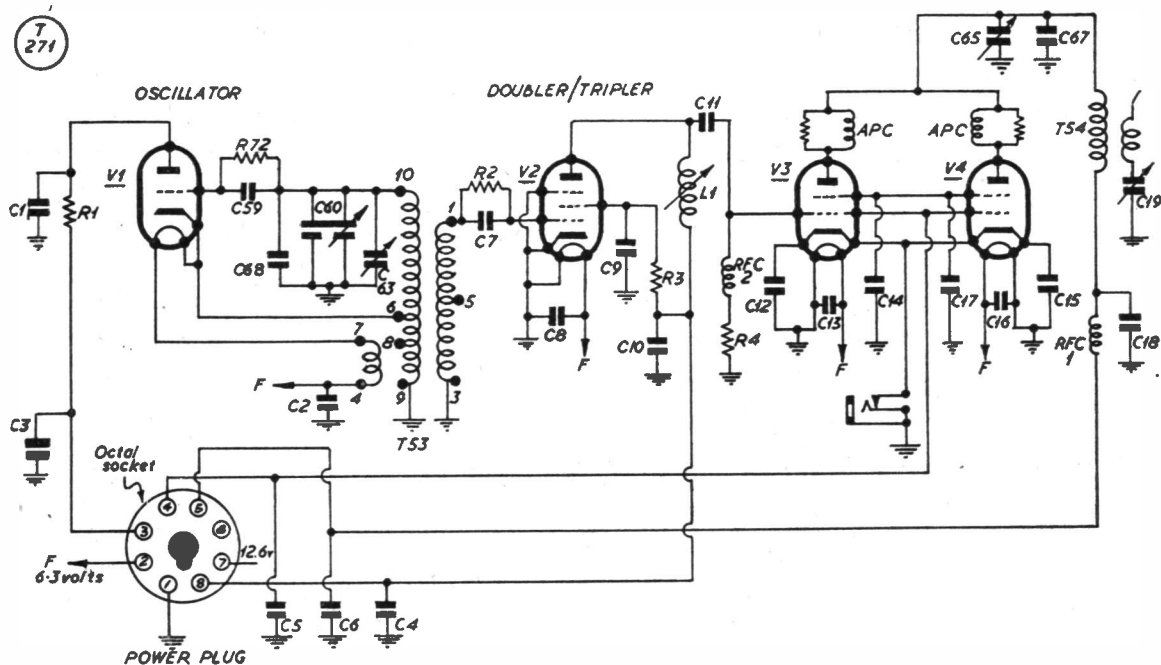 T
271
OSCILLATOR
DOUBLER/TRIPLER
C65
C67
C11
APC
APC
T54
R72
V1
10
R2
V2
V3
V4
L1
C1
R1
C59
C60
1
C7
C19
C68
C
63
C9
R3
RFC
2
5
6
C12
C14
C17
C15
7
8
C8
C13
C16
C10
R4
C18
RFC
1
F
F
F
F
4
C2
9
3
C3
T53
Octal
socket
4
5
3
6
F
6·3 volts
2
7
12.6v
1
8
C5
C6
C4
POWER PLUG